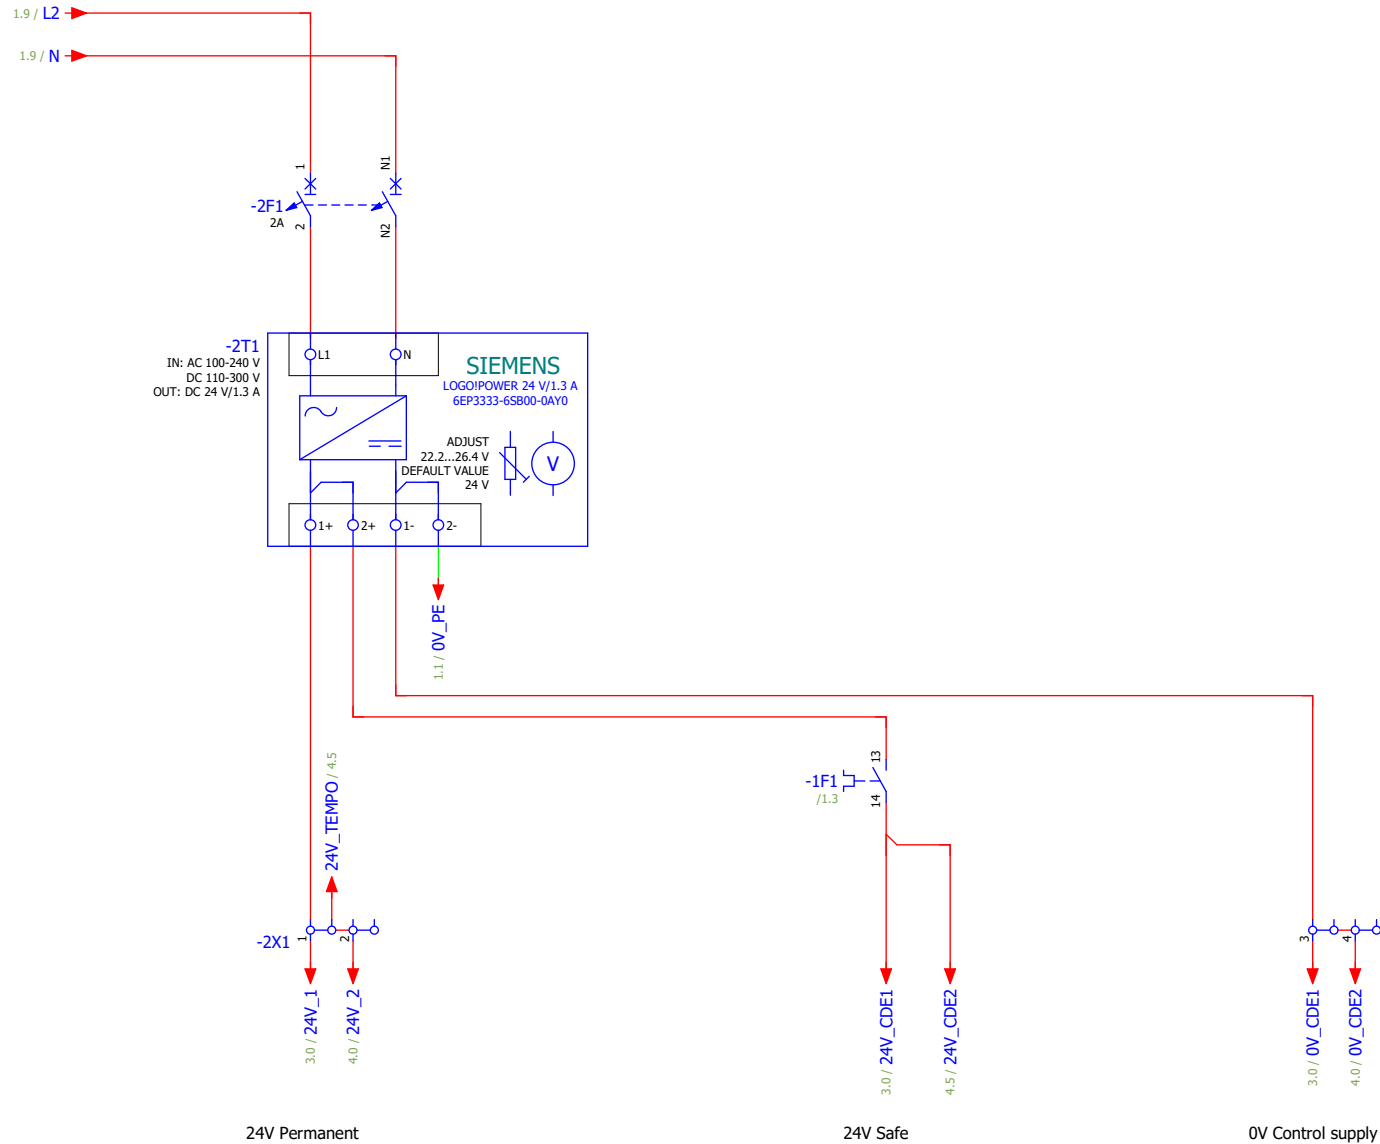 1.9 / L2
1.9 / N
1
N1
-2F1
2A
2
N2
-2T1
IN: AC 100-240 V
DC 110-300 V
OUT: DC 24 V/1.3 A
L1
N
SIEMENS
LOGO!POWER 24 V/1.3 A
6EP3333-6SB00-0AY0
ADJUST
22.2...26.4 V
DEFAULT VALUE
24 V
V
1+
2+
1-
2-
1.1 / 0V_PE
24V_TEMPO / 4.5
-1F1
/1.3
13
14
-2X1
1
2
3
4
3.0 / 24V_1
4.0 / 24V_2
3.0 / 24V_CDE1
4.5 / 24V_CDE2
3.0 / 0V_CDE1
4.0 / 0V_CDE2
24V Permanent
24V Safe
0V Control supply